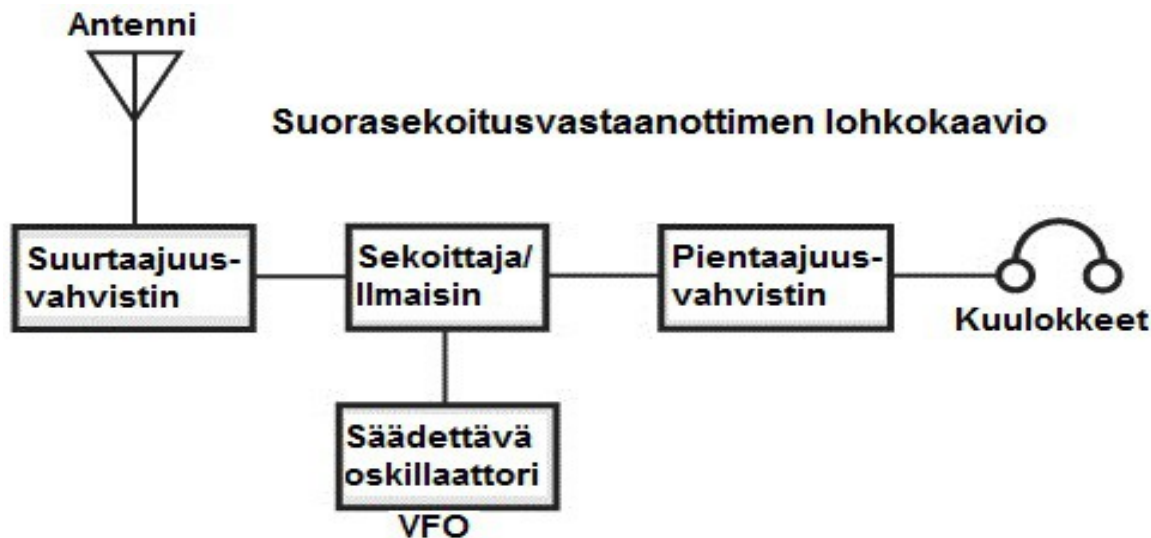 Antenni
Suorasekoitusvastaanottimen lohkokaavio
Suurtaajuus-
vahvistin
Sekoittaja/
Ilmaisin
Pientaajuus-
vahvistin
Kuulokkeet
Säädettävä
oskillaattori
VFO